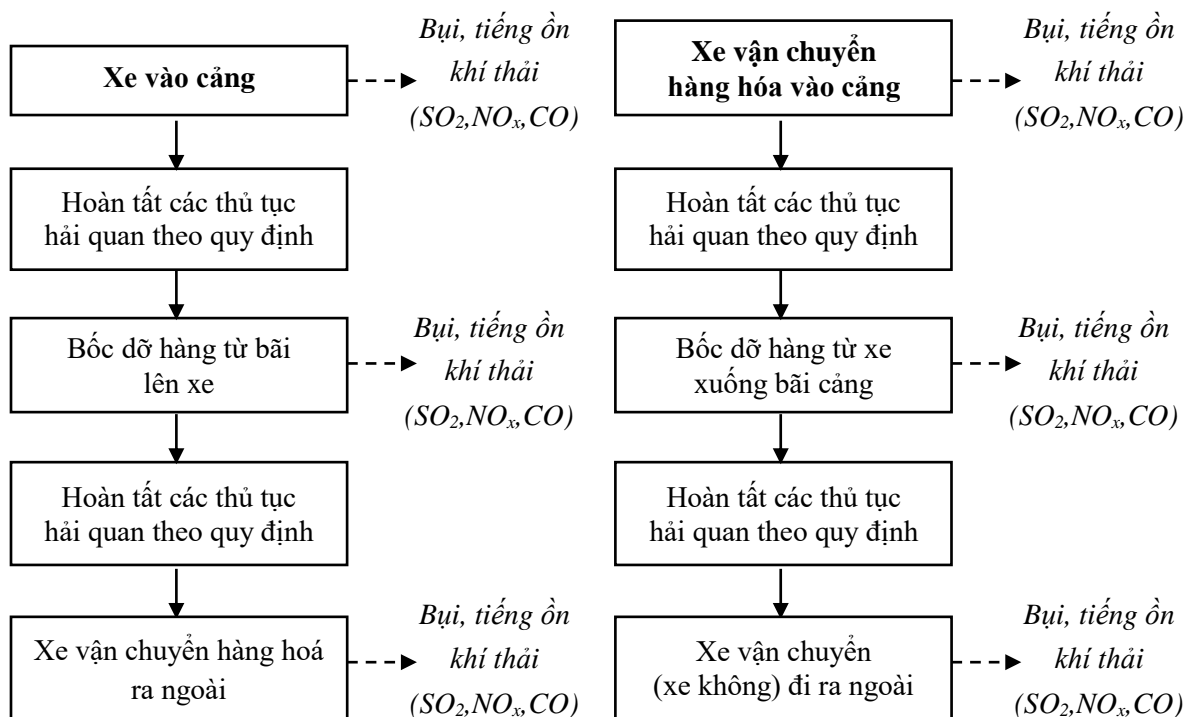 Xe vào cảng
Bụi, tiếng ồn
khí thải
(SO₂,NOₓ,CO)
Hoàn tất các thủ tục
hải quan theo quy định
Bốc dỡ hàng từ bãi
lên xe
Bụi, tiếng ồn
khí thải
(SO₂,NOₓ,CO)
Hoàn tất các thủ tục
hải quan theo quy định
Xe vận chuyển hàng hoá
ra ngoài
Bụi, tiếng ồn
khí thải
(SO₂,NOₓ,CO)
Xe vận chuyển
hàng hóa vào cảng
Bụi, tiếng ồn
khí thải
(SO₂,NOₓ,CO)
Hoàn tất các thủ tục
hải quan theo quy định
Bốc dỡ hàng từ xe
xuống bãi cảng
Bụi, tiếng ồn
khí thải
(SO₂,NOₓ,CO)
Hoàn tất các thủ tục
hải quan theo quy định
Xe vận chuyển
(xe không) đi ra ngoài
Bụi, tiếng ồn
khí thải
(SO₂,NOₓ,CO)